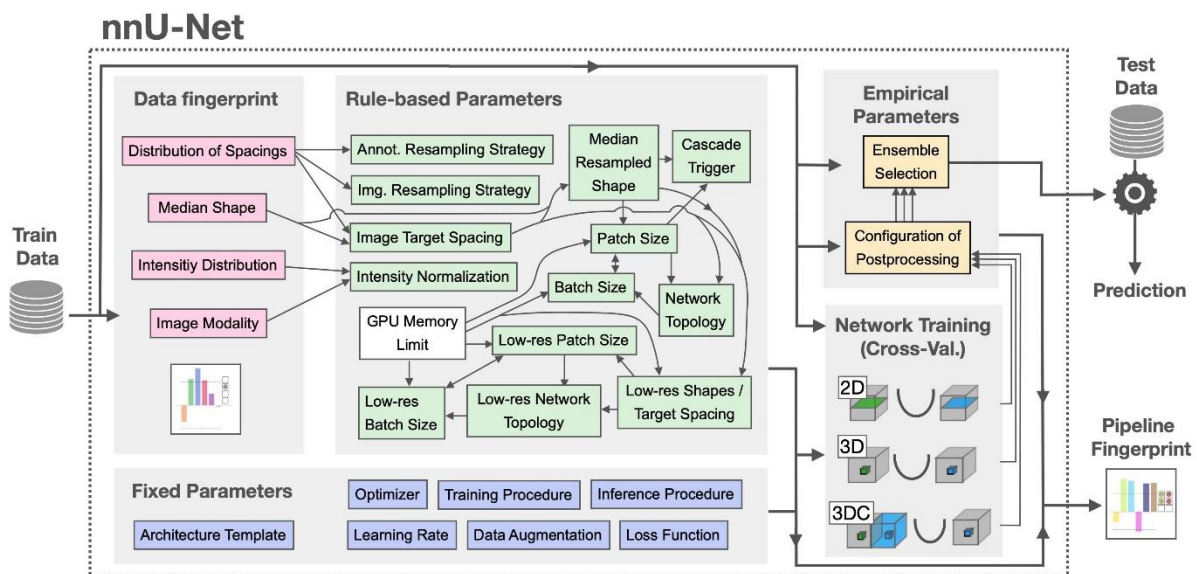 nnU-Net
Train
Data
Data fingerprint
Distribution of Spacings
Median Shape
Intensitiy Distribution
Image Modality
Rule-based Parameters
Annot. Resampling Strategy
Img. Resampling Strategy
Image Target Spacing
Intensity Normalization
Median
Resampled
Shape
Cascade
Trigger
Patch Size
Batch Size
Network
Topology
GPU Memory
Limit
Low-res Patch Size
Low-res
Batch Size
Low-res Network
Topology
Low-res Shapes /
Target Spacing
Fixed Parameters
Architecture Template
Optimizer
Training Procedure
Inference Procedure
Learning Rate
Data Augmentation
Loss Function
Empirical
Parameters
Ensemble
Selection
Configuration of
Postprocessing
Network Training
(Cross-Val.)
2D
3D
3DC
Test
Data
Prediction
Pipeline
Fingerprint